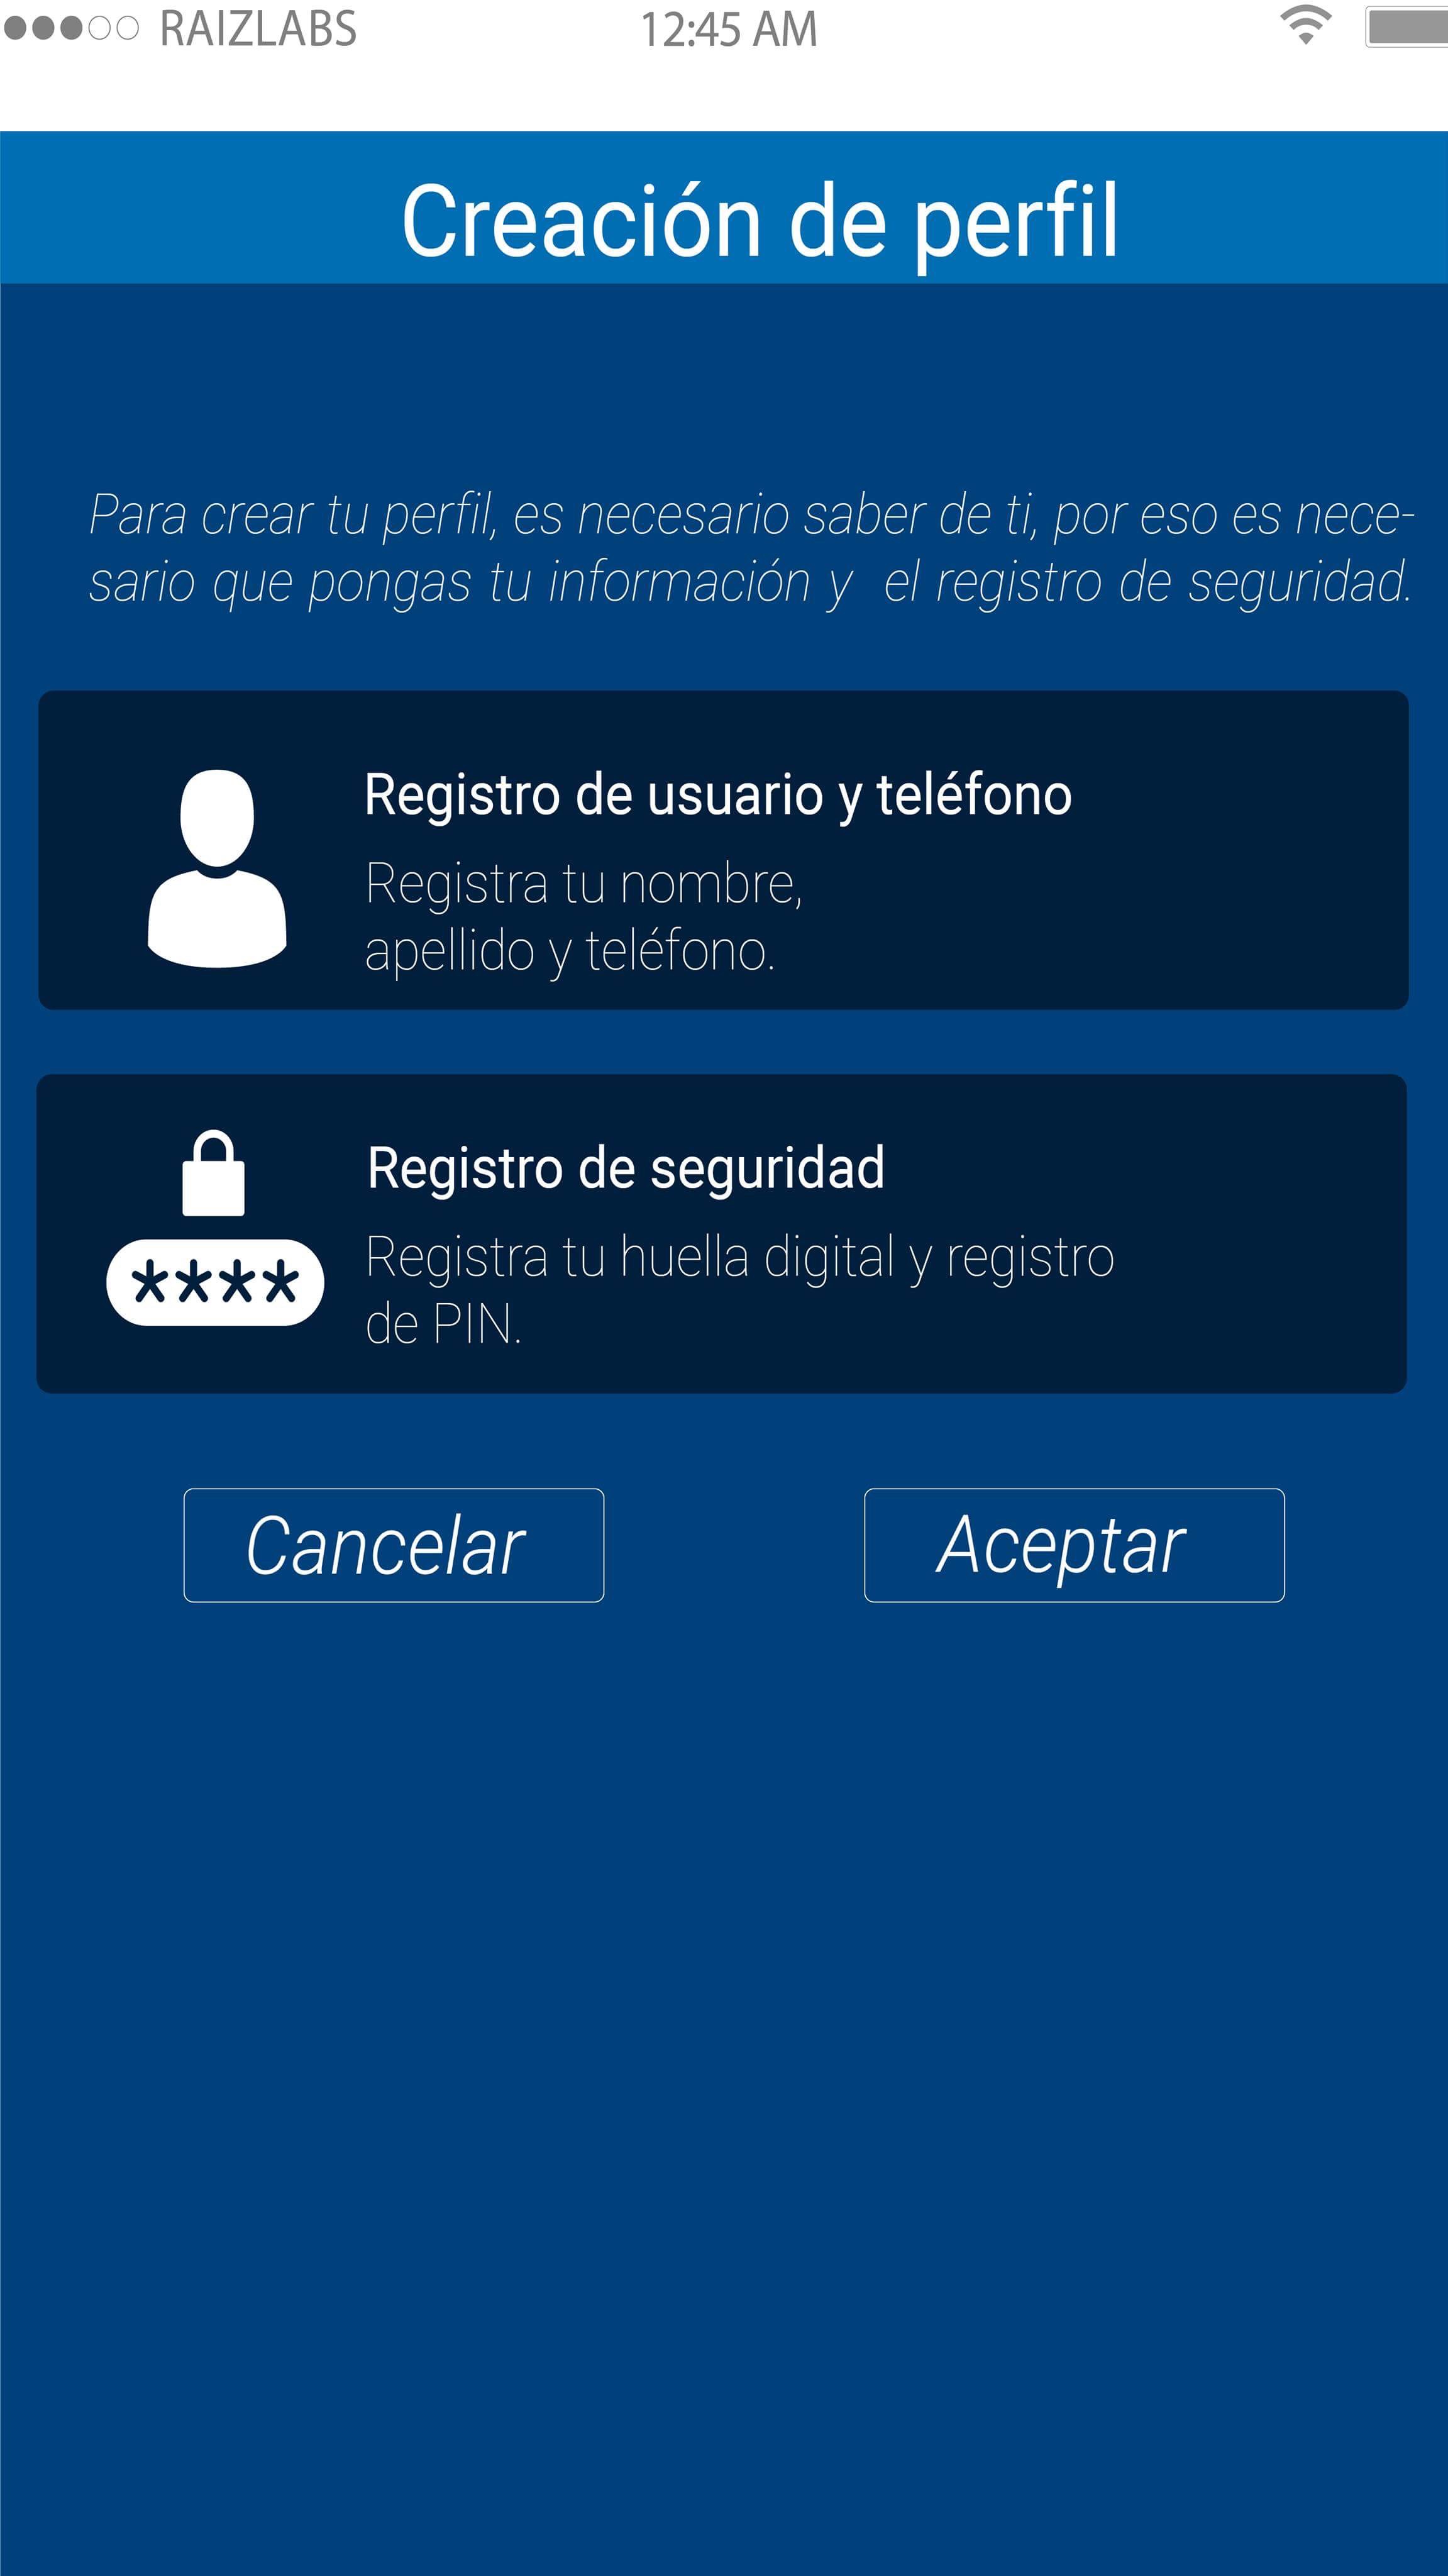 RAIZLABS 12:45 AM
Creación de perfil
Para crear tu perfil, es necesario saber de ti, por eso es nece-
sario que pongas tu información y el registro de seguridad.
Registro de usuario y teléfono
Registra tu nombre,
apellido y teléfono.
Registro de seguridad
****
Registra tu huella digital y registro
de PIN.
Cancelar Aceptar